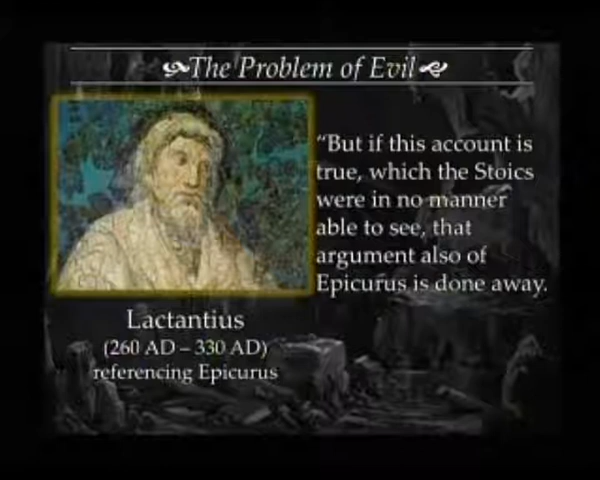 The Problem of Evil
"But if this account is
true, which the Stoics
were in no manner
able to see, that
argument also of
Epicurus is done away.
Lactantius
(260 AD – 330 AD)
referencing Epicurus